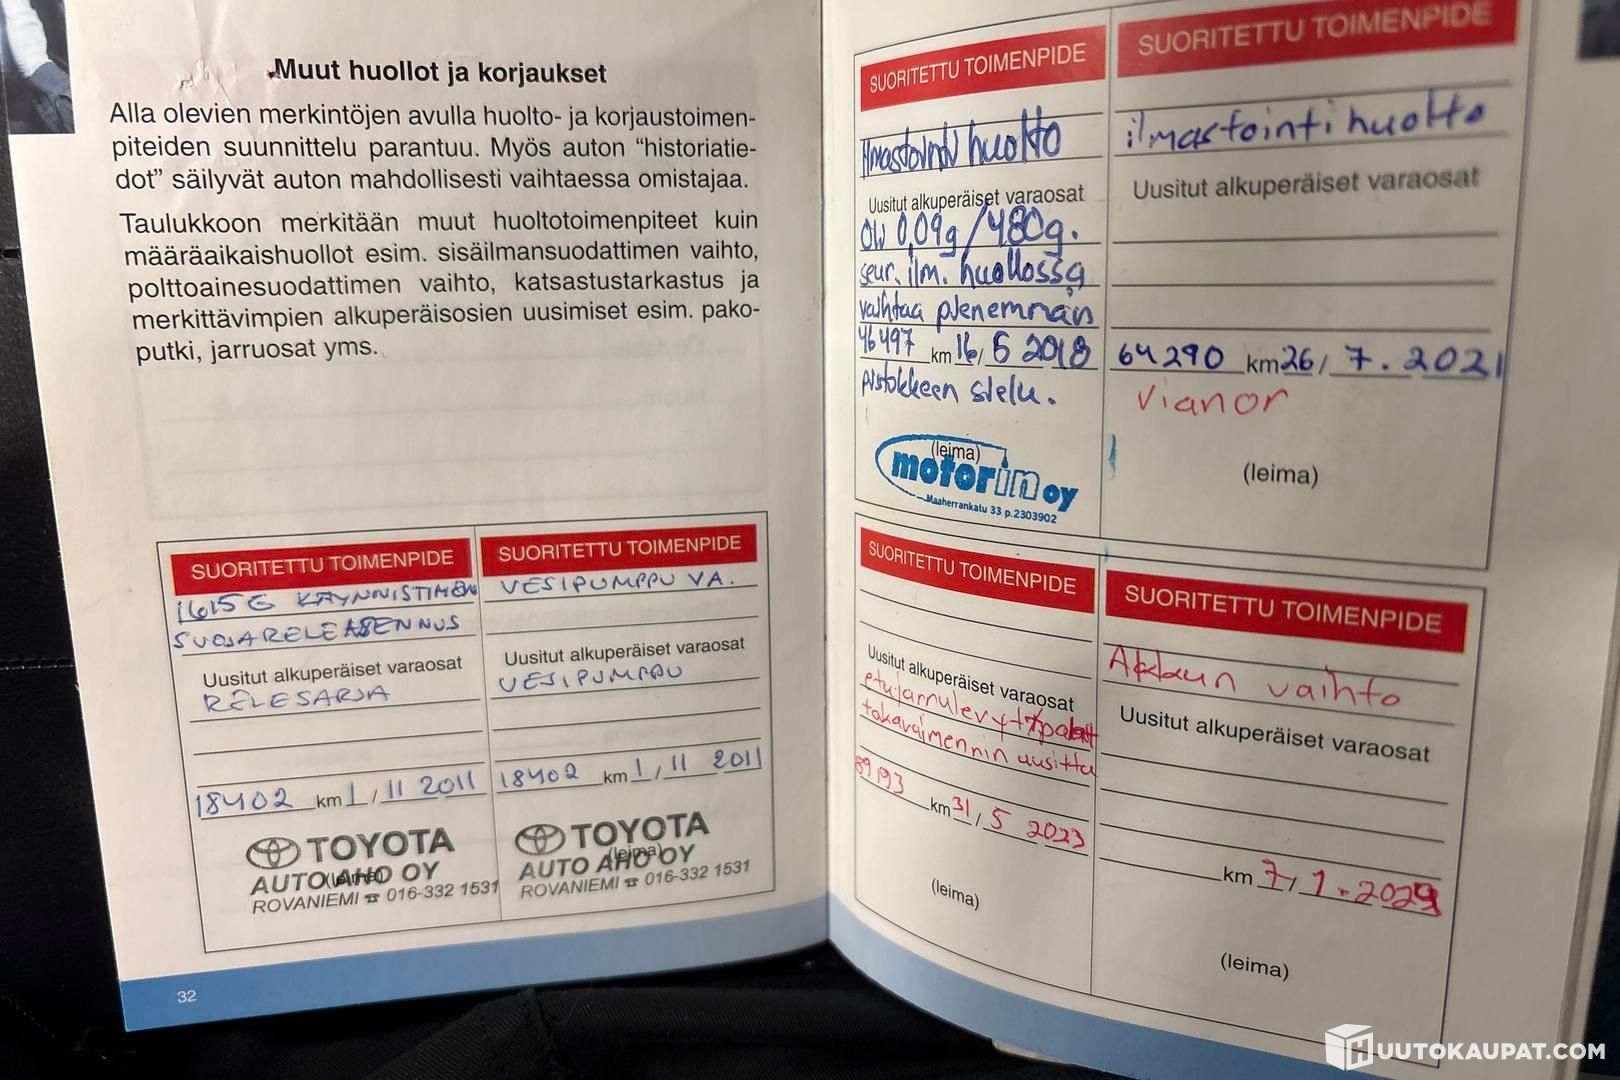 Muut huollot ja korjaukset
Alla olevien merkintöjen avulla huolto- ja korjaustoimen-
piteiden suunnittelu parantuu. Myös auton “historiatie-
dot” säilyvät auton mahdollisesti vaihtaessa omistajaa.
Taulukkoon merkitään muut huoltotoimenpiteet kuin
määräaikaishuollot esim. sisäilmansuodattimen vaihto,
polttoainesuodattimen vaihto, katsastustarkastus ja
merkittävimpien alkuperäisosien uusimiset esim. pako-
putki, jarruosat yms.
SUORITETTU TOIMENPIDE
KÄYNNISTIMEN
SUOJARELEASENNUS
Uusitut alkuperäiset varaosat
RELESARJA
18402 km 1/11 2011
TOYOTA
(leima)
AUTO AHO OY
ROVANIEMI ☎ 016-332 1531
SUORITETTU TOIMENPIDE
VESIPUMPPU VA.
Uusitut alkuperäiset varaosat
VESIPUMPPU
18402 km 1/11 2011
TOYOTA
(leima)
AUTO AHO OY
ROVANIEMI ☎ 016-332 1531
32
SUORITETTU TOIMENPIDE
Ilmastointi huolto
Uusitut alkuperäiset varaosat
0,09g/480g.
seur. ilm. huollossa
vaihtaa pienemmän
46497 km 16/5 2018
pistokkeen sielu.
(leima)
motorin oy
Maaherrankatu 33 p.2303902
SUORITETTU TOIMENPIDE
ilmastointi huolto
Uusitut alkuperäiset varaosat
64290 km 26/7.2021
vianor
(leima)
SUORITETTU TOIMENPIDE
Uusitut alkuperäiset varaosat
etujarrulevyt/palat
takavaimennin uusittu
69193 km 31/5 2023
(leima)
SUORITETTU TOIMENPIDE
Akkun vaihto
Uusitut alkuperäiset varaosat
km 7/1.2024
(leima)
HUUTOKAUPAT.COM